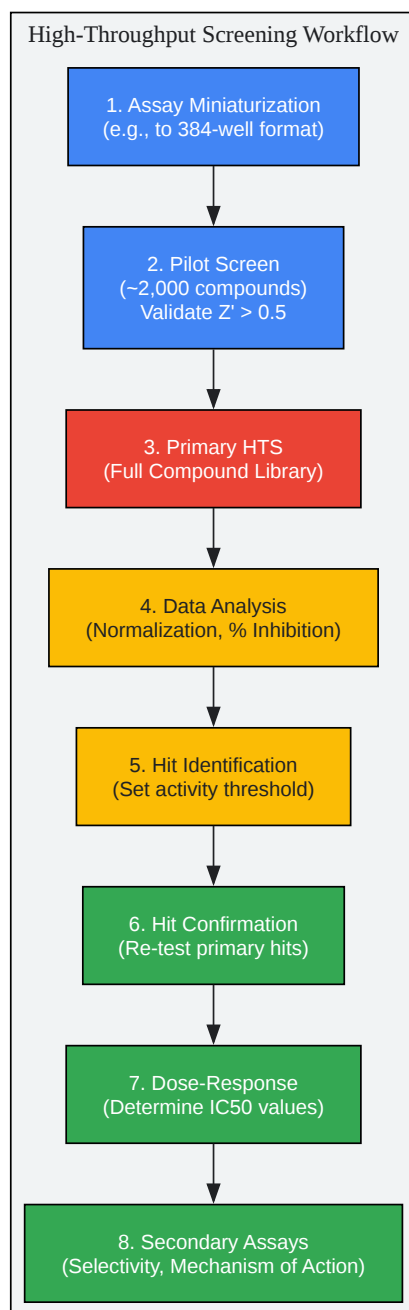 High-Throughput Screening Workflow
1. Assay Miniaturization
(e.g., to 384-well format)
2. Pilot Screen
(~2,000 compounds)
Validate Z' > 0.5
3. Primary HTS
(Full Compound Library)
4. Data Analysis
(Normalization, % Inhibition)
5. Hit Identification
(Set activity threshold)
6. Hit Confirmation
(Re-test primary hits)
7. Dose-Response
(Determine IC50 values)
8. Secondary Assays
(Selectivity, Mechanism of Action)